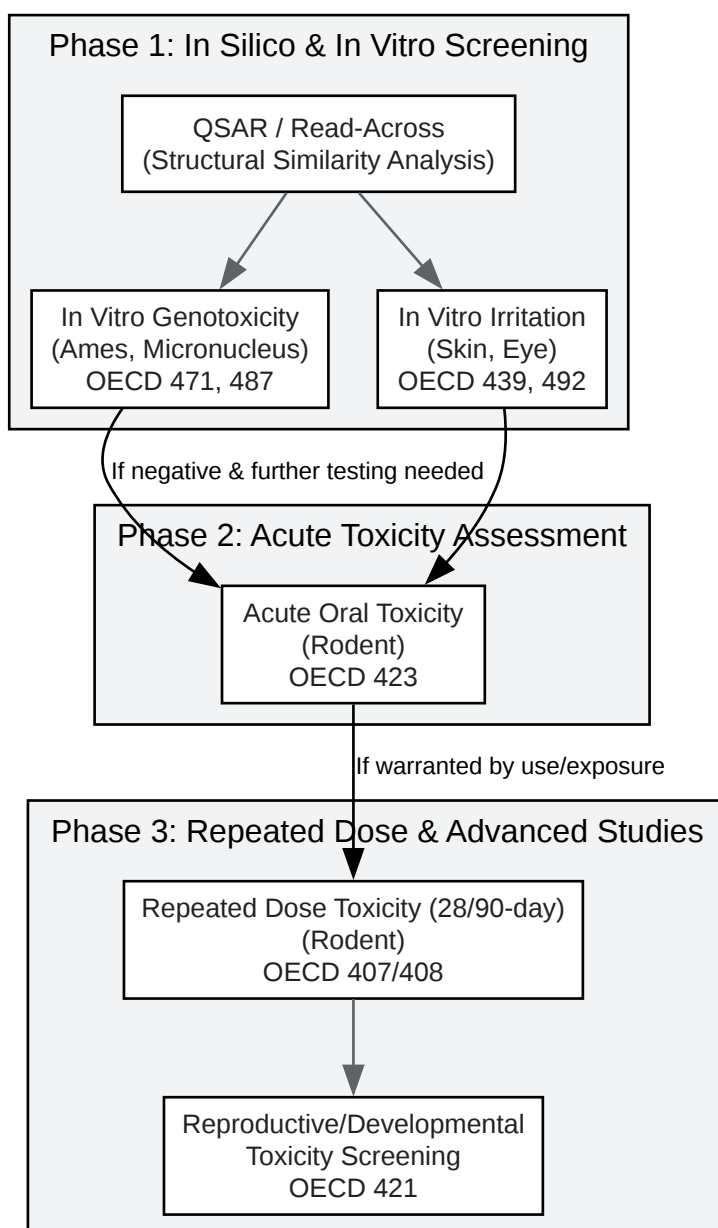 Phase 1: In Silico & In Vitro Screening
QSAR / Read-Across
(Structural Similarity Analysis)
In Vitro Genotoxicity
(Ames, Micronucleus)
OECD 471, 487
In Vitro Irritation
(Skin, Eye)
OECD 439, 492
If negative & further testing needed
Phase 2: Acute Toxicity Assessment
Acute Oral Toxicity
(Rodent)
OECD 423
If warranted by use/exposure
Phase 3: Repeated Dose & Advanced Studies
Repeated Dose Toxicity (28/90-day)
(Rodent)
OECD 407/408
Reproductive/Developmental
Toxicity Screening
OECD 421